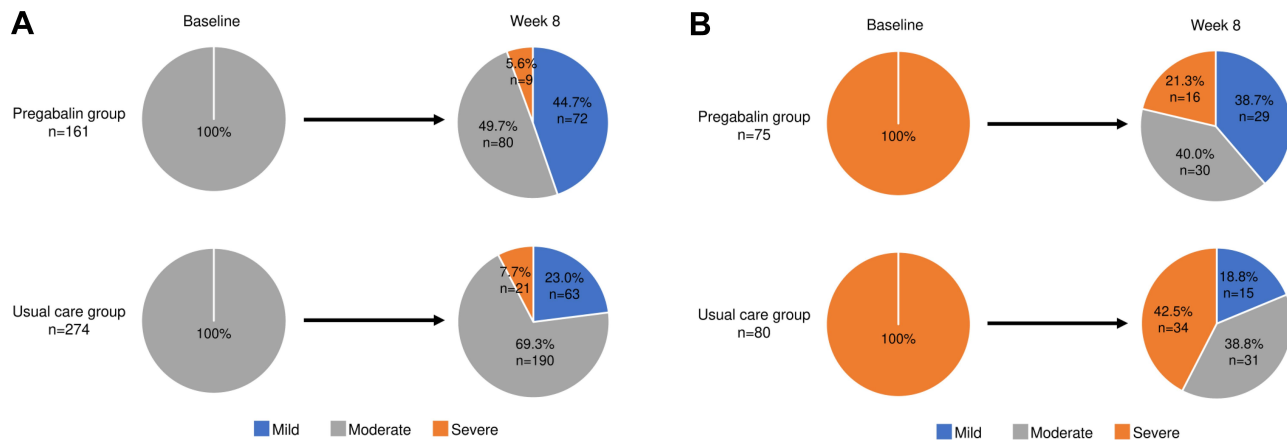 A
Baseline
Week 8
Pregabalin group
n=161
100%
5.6%
n=9
44.7%
n=72
49.7%
n=80
Usual care group
n=274
100%
7.7%
n=21
23.0%
n=63
69.3%
n=190
Mild
Moderate
Severe
B
Baseline
Week 8
Pregabalin group
n=75
100%
21.3%
n=16
38.7%
n=29
40.0%
n=30
Usual care group
n=80
100%
18.8%
n=15
42.5%
n=34
38.8%
n=31
Mild
Moderate
Severe